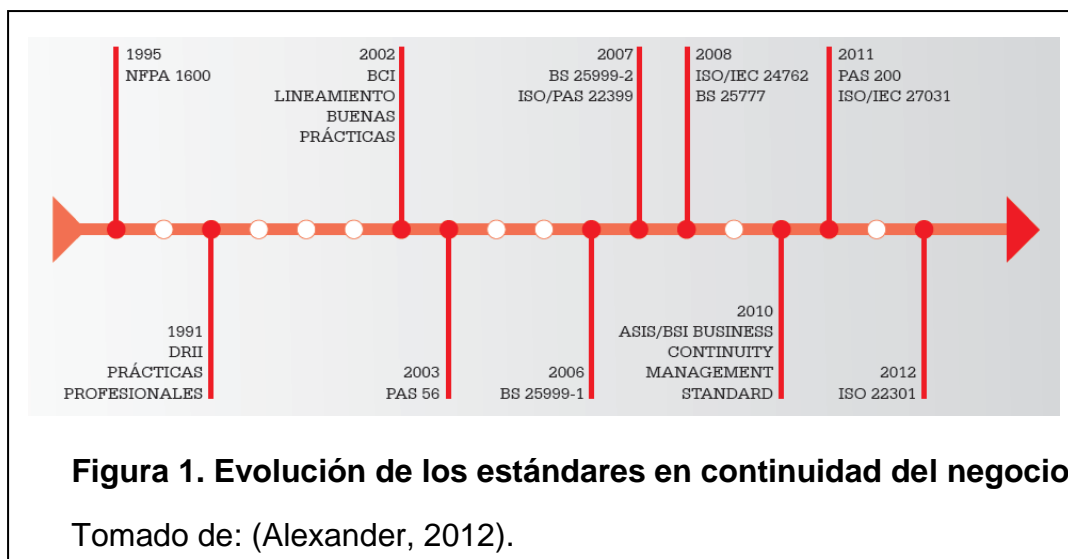 1995
NFPA 1600
2002
BCI
LINEAMIENTO
BUENAS
PRÁCTICAS
2007
BS 25999-2
ISO/PAS 22399
2008
ISO/IEC 24762
BS 25777
2011
PAS 200
ISO/IEC 27031
1991
DRII
PRÁCTICAS
PROFESIONALES
2003
PAS 56
2006
BS 25999-1
2010
ASIS/BSI BUSINESS
CONTINUITY
MANAGEMENT
STANDARD
2012
ISO 22301
Figura 1. Evolución de los estándares en continuidad del negocio
Tomado de: (Alexander, 2012).